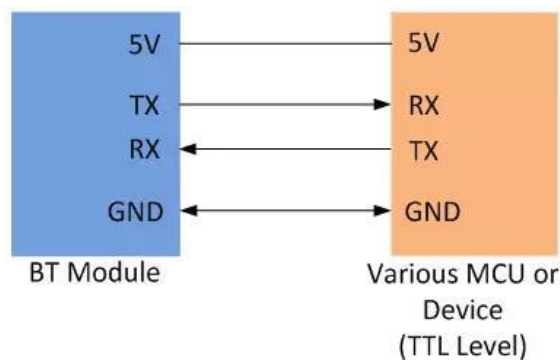 5V
TX
RX
GND
BT Module
5V
RX
TX
GND
Various MCU or
Device
(TTL Level)